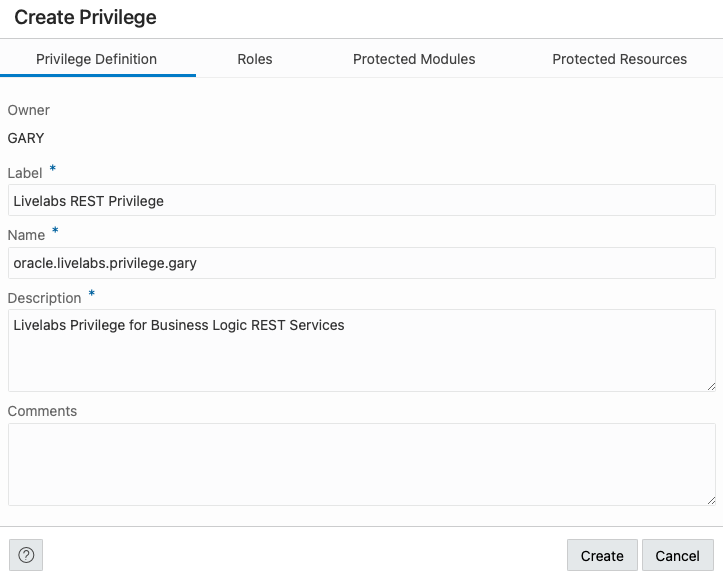 Create Privilege
Privilege Definition Roles Protected Modules Protected Resources
Owner
GARY
Label *
Livelabs REST Privilege
Name *
oracle.livelabs.privilege.gary
Description *
Livelabs Privilege for Business Logic REST Services
Comments
? Create Cancel